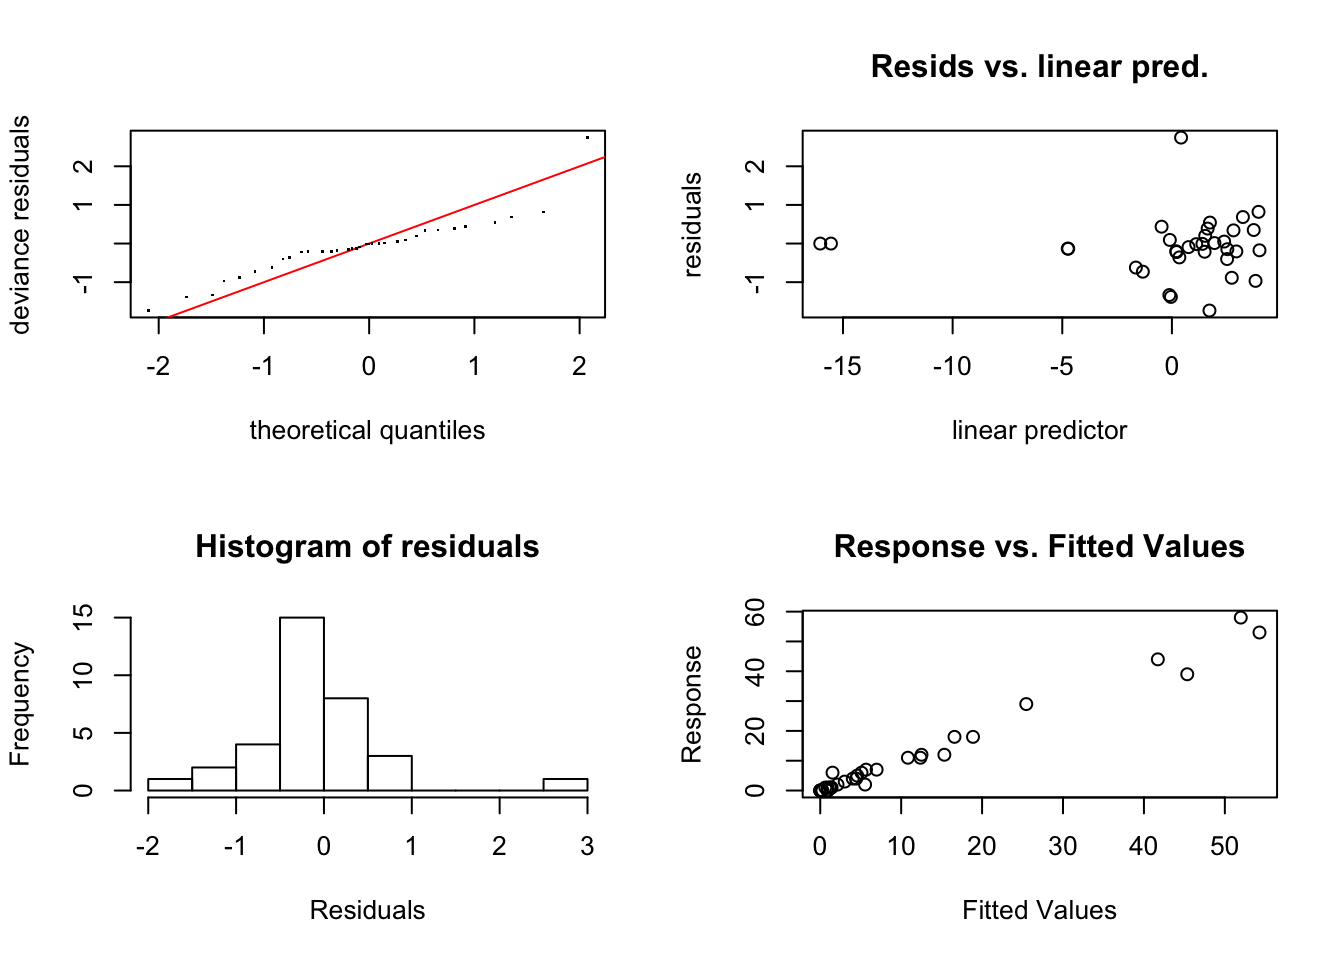 deviance residuals
2
1
-1
-2 -1 0 1 2
theoretical quantiles
Resids vs. linear pred.
residuals
2
1
-1
-15 -10 -5 0
linear predictor
Histogram of residuals
Frequency
15
10
5
0
-2 -1 0 1 2 3
Residuals
Response vs. Fitted Values
Response
60
40
20
0
0 10 20 30 40 50
Fitted Values